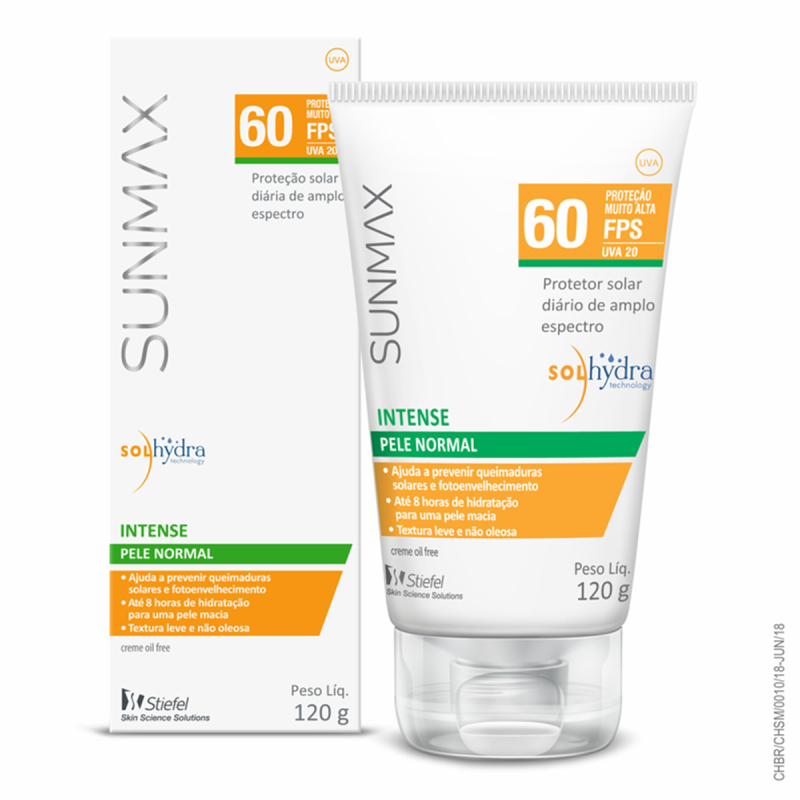 UVA
60
PROTE
MUITO
FPS
UVA 20
Proteção solar
diária de amplo
espectro
SUNMAX
SOLhydra
technology
INTENSE
PELE NORMAL
• Ajuda a prevenir queimaduras
solares e fotoenvelhecimento
• Até 8 horas de hidratação
para uma pele macia
• Textura leve e não oleosa
creme oil free
Stiefel
Skin Science Solutions
Peso Líq.
120 g
UVA
60
PROTEÇÃO
MUITO ALTA
FPS
UVA 20
Protetor solar
diário de amplo
espectro
SUNMAX
SOLhydra
technology
INTENSE
PELE NORMAL
• Ajuda a prevenir queimaduras
solares e fotoenvelhecimento
• Até 8 horas de hidratação
para uma pele macia
• Textura leve e não oleosa
creme oil free
Stiefel
Skin Science Solutions
Peso Líq.
120 g
CHBR/CHSM/0010/18-JUN/18